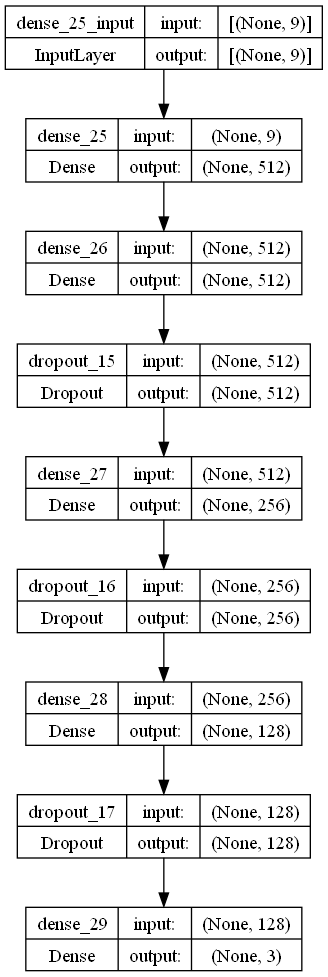 dense_25_input input: [(None, 9)]
InputLayer output: [(None, 9)]
dense_25 input: (None, 9)
Dense output: (None, 512)
dense_26 input: (None, 512)
Dense output: (None, 512)
dropout_15 input: (None, 512)
Dropout output: (None, 512)
dense_27 input: (None, 512)
Dense output: (None, 256)
dropout_16 input: (None, 256)
Dropout output: (None, 256)
dense_28 input: (None, 256)
Dense output: (None, 128)
dropout_17 input: (None, 128)
Dropout output: (None, 128)
dense_29 input: (None, 128)
Dense output: (None, 3)